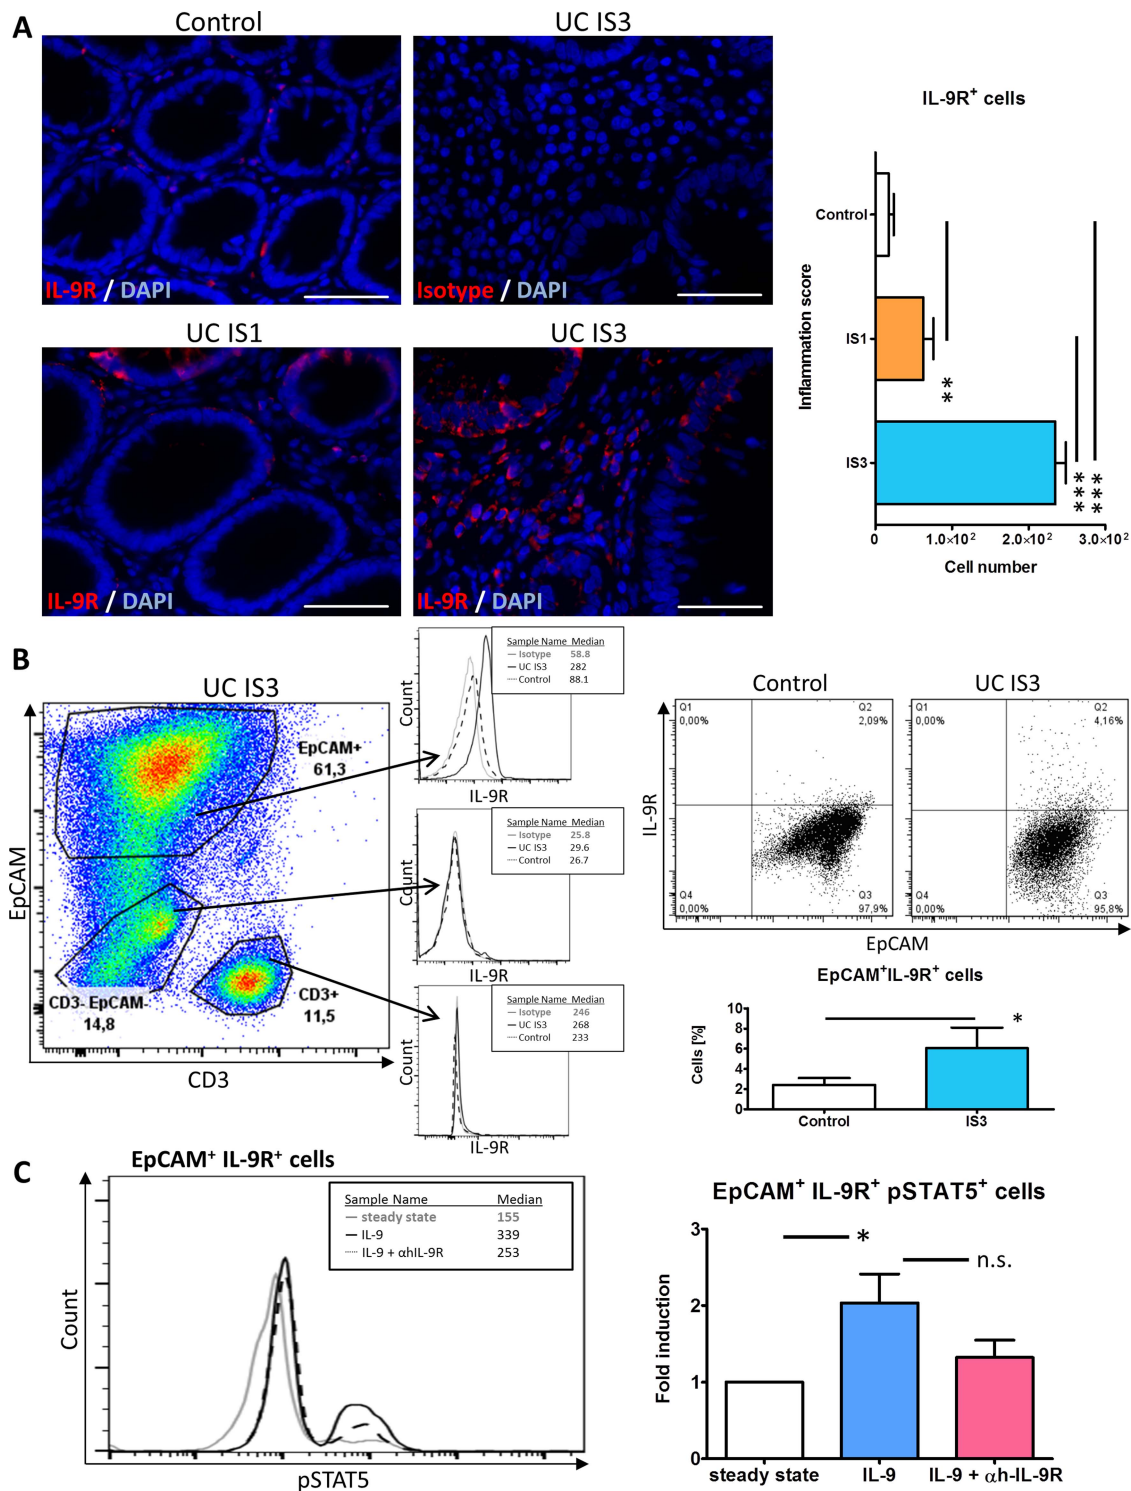 A
Control
UC IS3
IL-9R / DAPI
Isotype / DAPI
UC IS1
UC IS3
IL-9R / DAPI
IL-9R / DAPI
IL-9R⁺ cells
Inflammation score
Control
IS1
IS3
**
***
***
0
1.0×10²
2.0×10²
3.0×10²
Cell number
B
UC IS3
EpCAM
EpCAM+
61,3
CD3- EpCAM-
14,8
CD3+
11,5
CD3
Count
Sample Name Median
Isotype 58.8
UC IS3 282
Control 88.1
IL-9R
Count
Sample Name Median
Isotype 25.8
UC IS3 29.6
Control 26.7
IL-9R
Count
Sample Name Median
Isotype 246
UC IS3 268
Control 233
IL-9R
Control
UC IS3
IL-9R
Q1
0,00%
Q2
2,09%
Q4
0,00%
Q3
97,9%
Q1
0,00%
Q2
4,16%
Q4
0,00%
Q3
95,8%
EpCAM
EpCAM⁺IL-9R⁺ cells
Cells [%]
10
8
6
4
2
0
*
Control
IS3
C
EpCAM⁺ IL-9R⁺ cells
Count
Sample Name Median
steady state 155
IL-9 339
IL-9 + αhIL-9R 253
pSTAT5
EpCAM⁺ IL-9R⁺ pSTAT5⁺ cells
Fold induction
3
2
1
0
*
n.s.
steady state
IL-9
IL-9 + αh-IL-9R